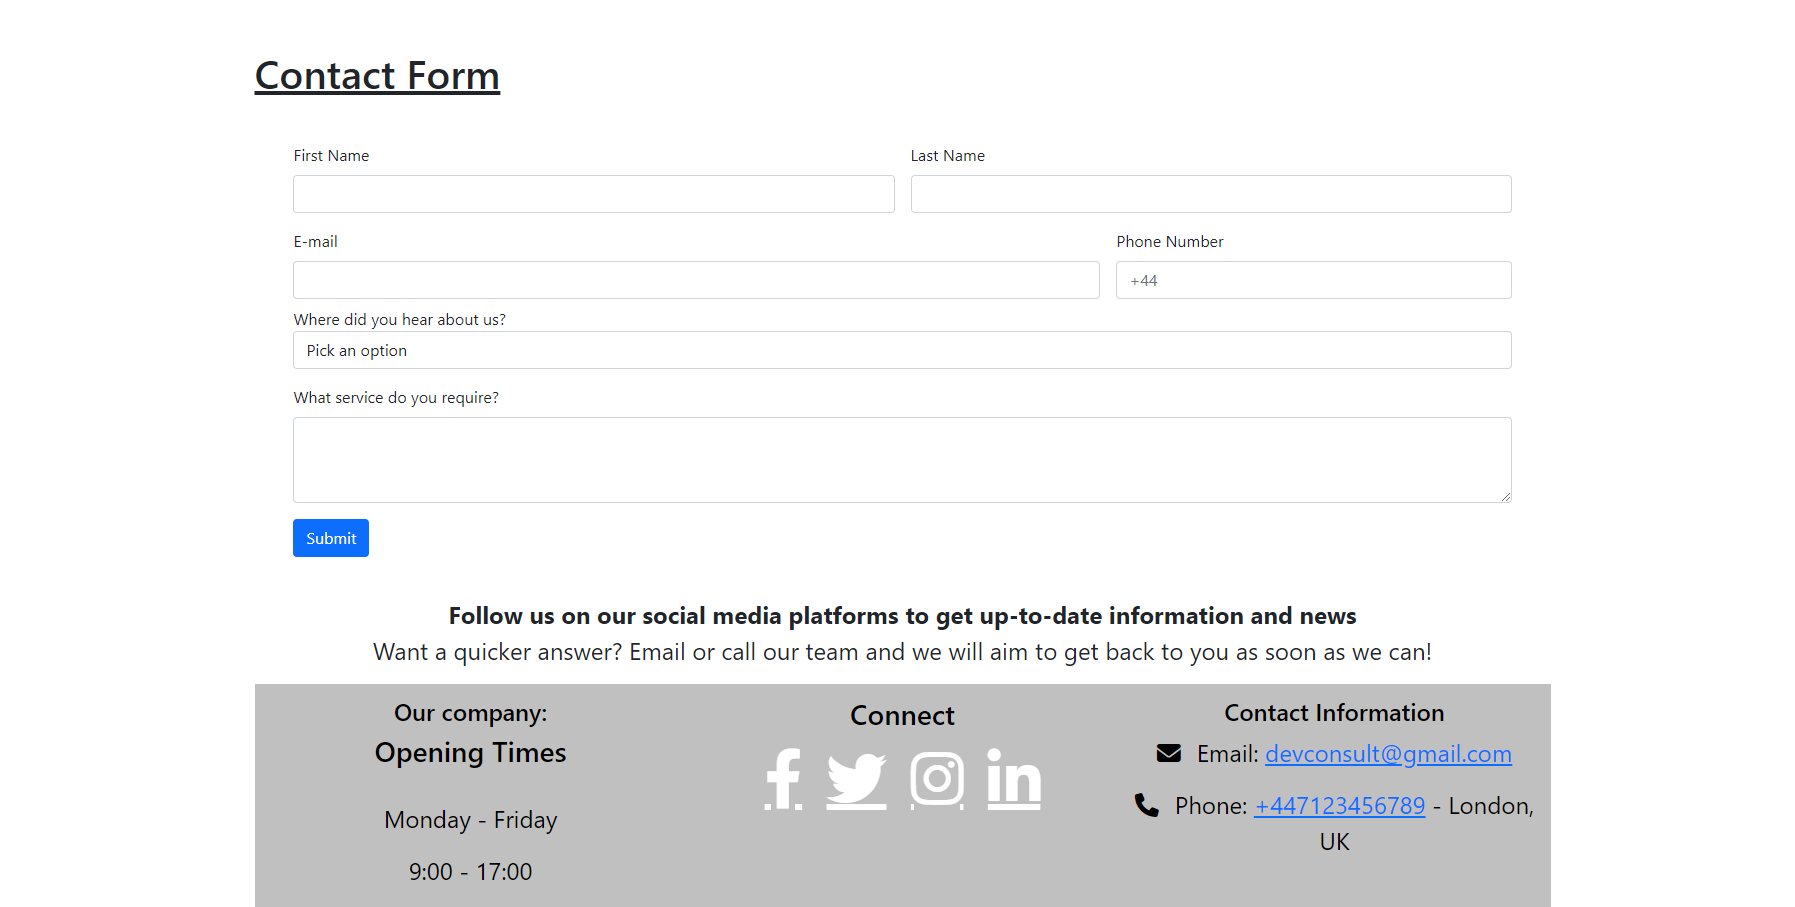 Contact Form
First Name
Last Name
E-mail
Phone Number
+44
Where did you hear about us?
Pick an option
What service do you require?
Submit
Follow us on our social media platforms to get up-to-date information and news
Want a quicker answer? Email or call our team and we will aim to get back to you as soon as we can!
Our company:
Opening Times
Monday - Friday
9:00 - 17:00
Connect
Contact Information
Email: devconsult@gmail.com
Phone: +447123456789 - London,
UK